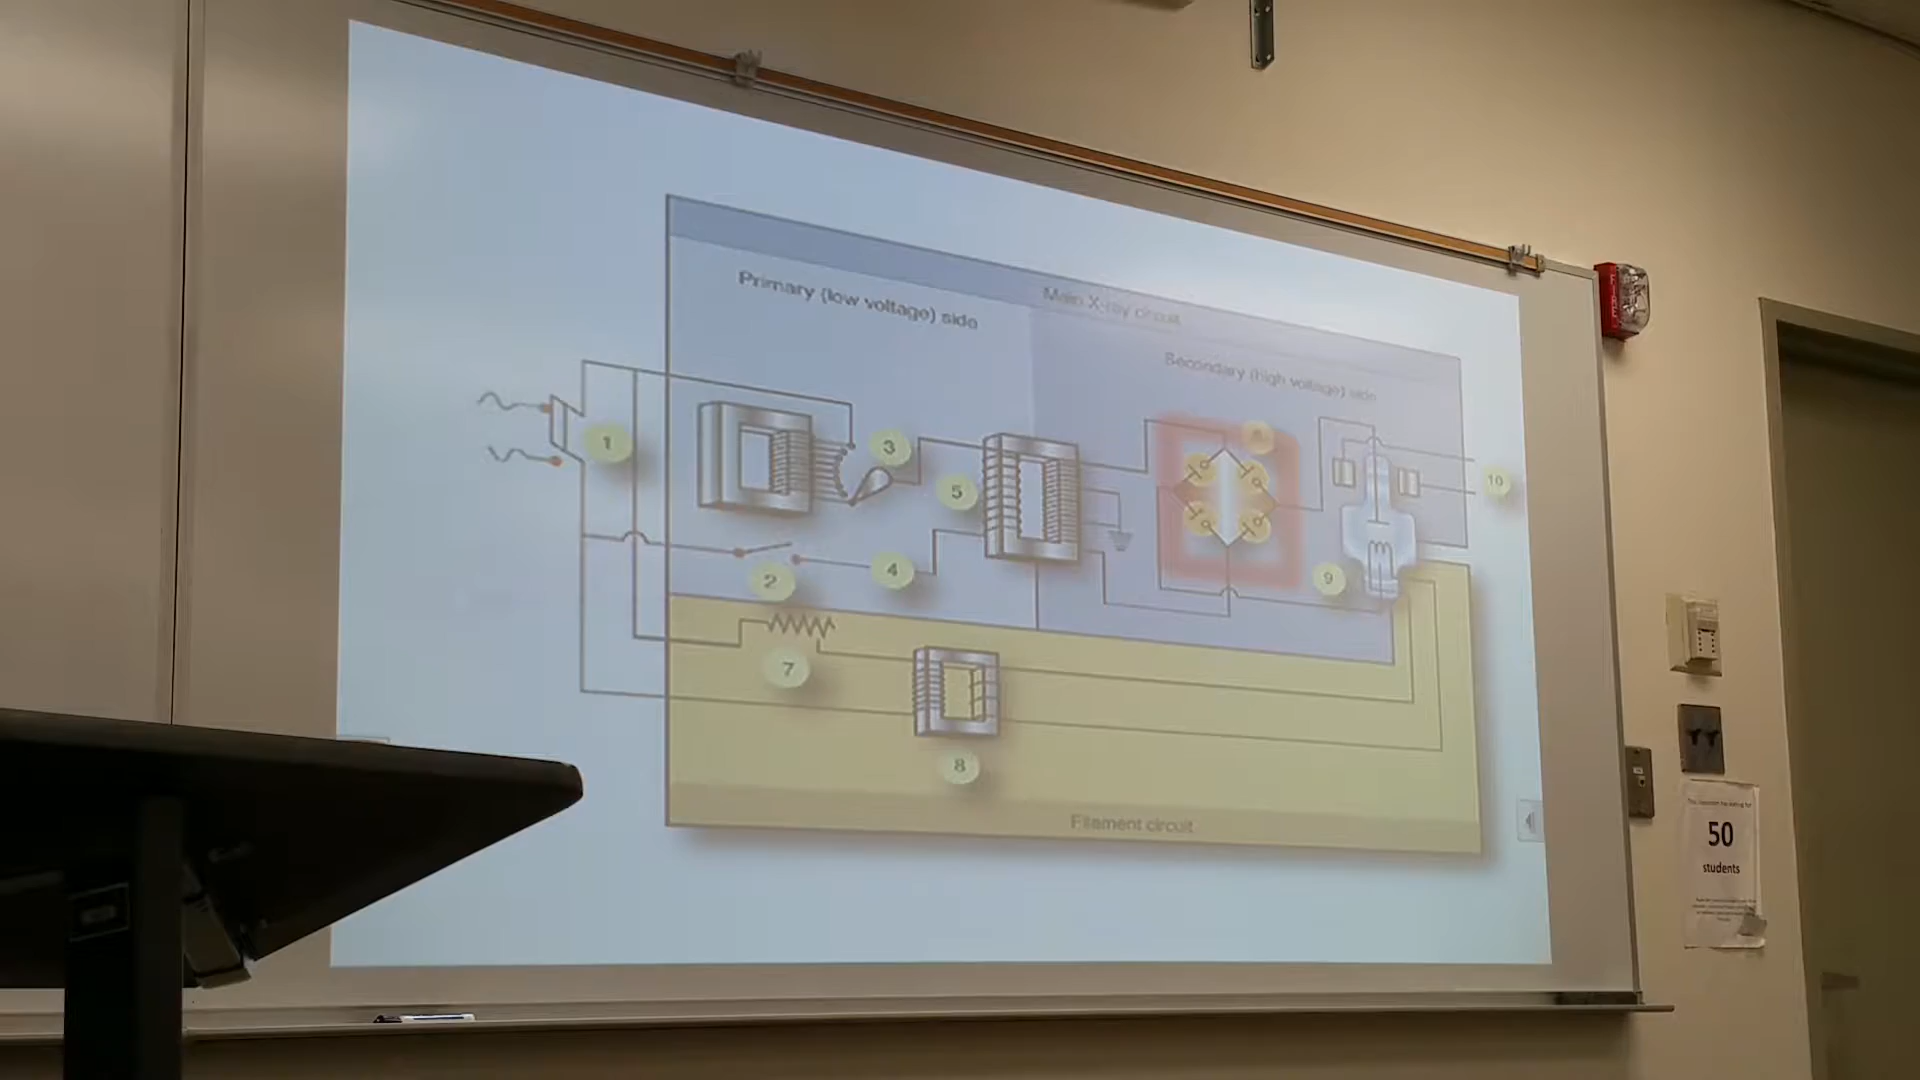 Main X-ray circuit
Primary (low voltage) side
Secondary (high voltage) side
1
3
5
10
2
4
9
7
8
Filament circuit
FIRE
50
students